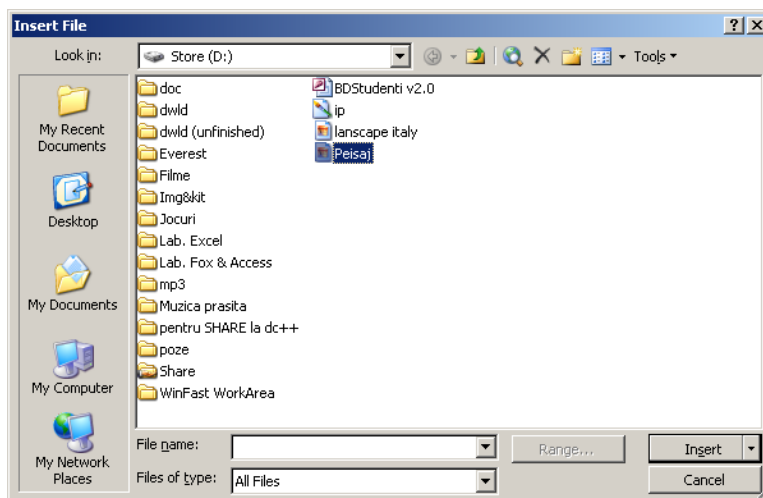 Insert File
Look in:
Store (D:)
Tools
My Recent
Documents
Desktop
My Documents
My Computer
My Network
Places
doc
dwld
dwld (unfinished)
Everest
Filme
Img&kit
Jocuri
Lab. Excel
Lab. Fox & Access
mp3
Muzica prasita
pentru SHARE la dc++
poze
Share
WinFast WorkArea
BDStudenti v2.0
ip
lanscape italy
Peisaj
File name:
Range...
Insert
Files of type:
All Files
Cancel